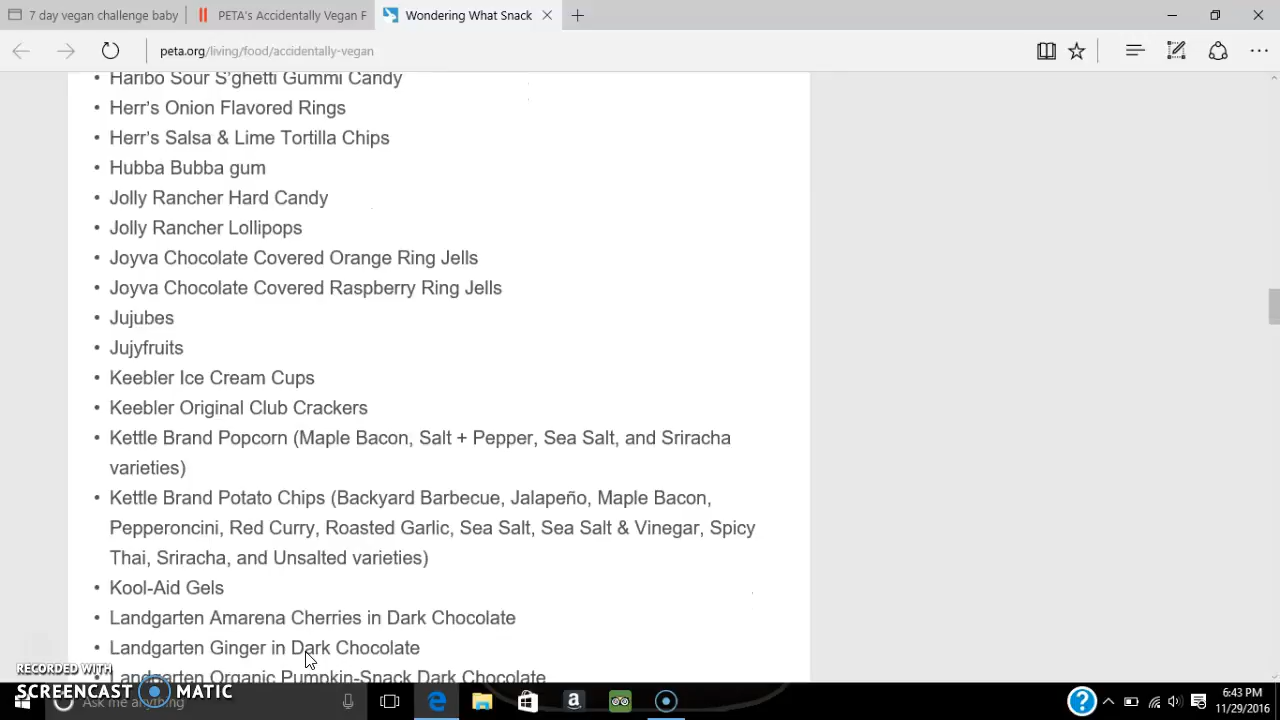 7 day vegan challenge baby
PETA's Accidentally Vegan F
Wondering What Snack
peta.org/living/food/accidentally-vegan
• Haribo Sour S'ghetti Gummi Candy
• Herr's Onion Flavored Rings
• Herr's Salsa & Lime Tortilla Chips
• Hubba Bubba gum
• Jolly Rancher Hard Candy
• Jolly Rancher Lollipops
• Joyva Chocolate Covered Orange Ring Jells
• Joyva Chocolate Covered Raspberry Ring Jells
• Jujubes
• Jujyfruits
• Keebler Ice Cream Cups
• Keebler Original Club Crackers
• Kettle Brand Popcorn (Maple Bacon, Salt + Pepper, Sea Salt, and Sriracha
varieties)
• Kettle Brand Potato Chips (Backyard Barbecue, Jalapeño, Maple Bacon,
Pepperoncini, Red Curry, Roasted Garlic, Sea Salt, Sea Salt & Vinegar, Spicy
Thai, Sriracha, and Unsalted varieties)
• Kool-Aid Gels
• Landgarten Amarena Cherries in Dark Chocolate
• Landgarten Ginger in Dark Chocolate
• Landgarten Organic Pumpkin-Snack Dark Chocolate
RECORDED WITH
SCREENCAST MATIC
Ask me anything
6:43 PM
11/29/2016